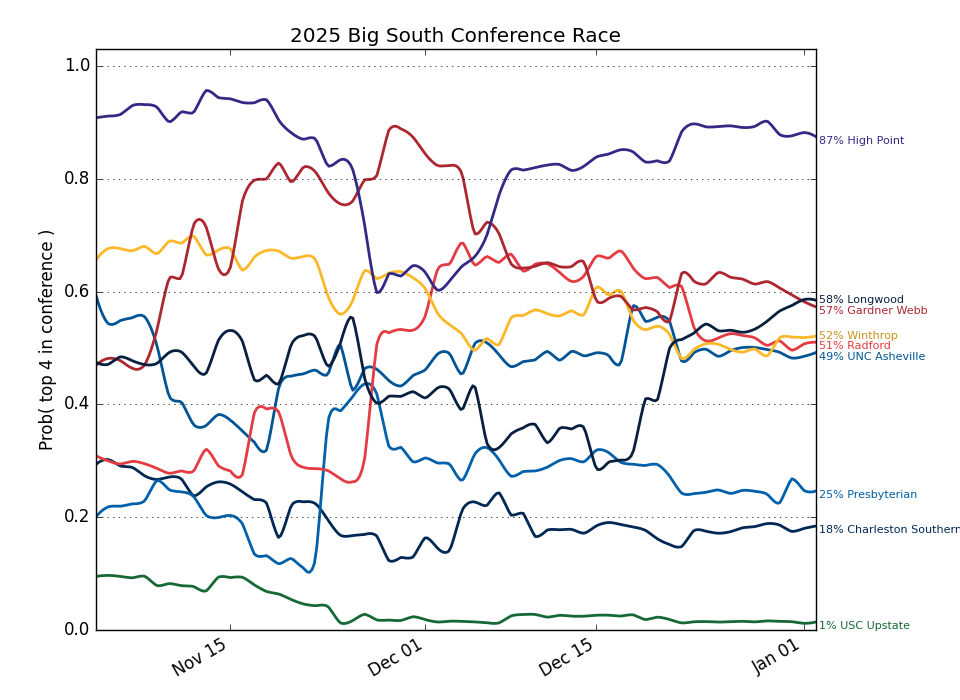 2025 Big South Conference Race
Prob( top 4 in conference )
1.0
0.8
0.6
0.4
0.2
0.0
Nov 15
Dec 01
Dec 15
Jan 01
87% High Point
58% Longwood
57% Gardner Webb
52% Winthrop
51% Radford
49% UNC Asheville
25% Presbyterian
18% Charleston Southern
1% USC Upstate